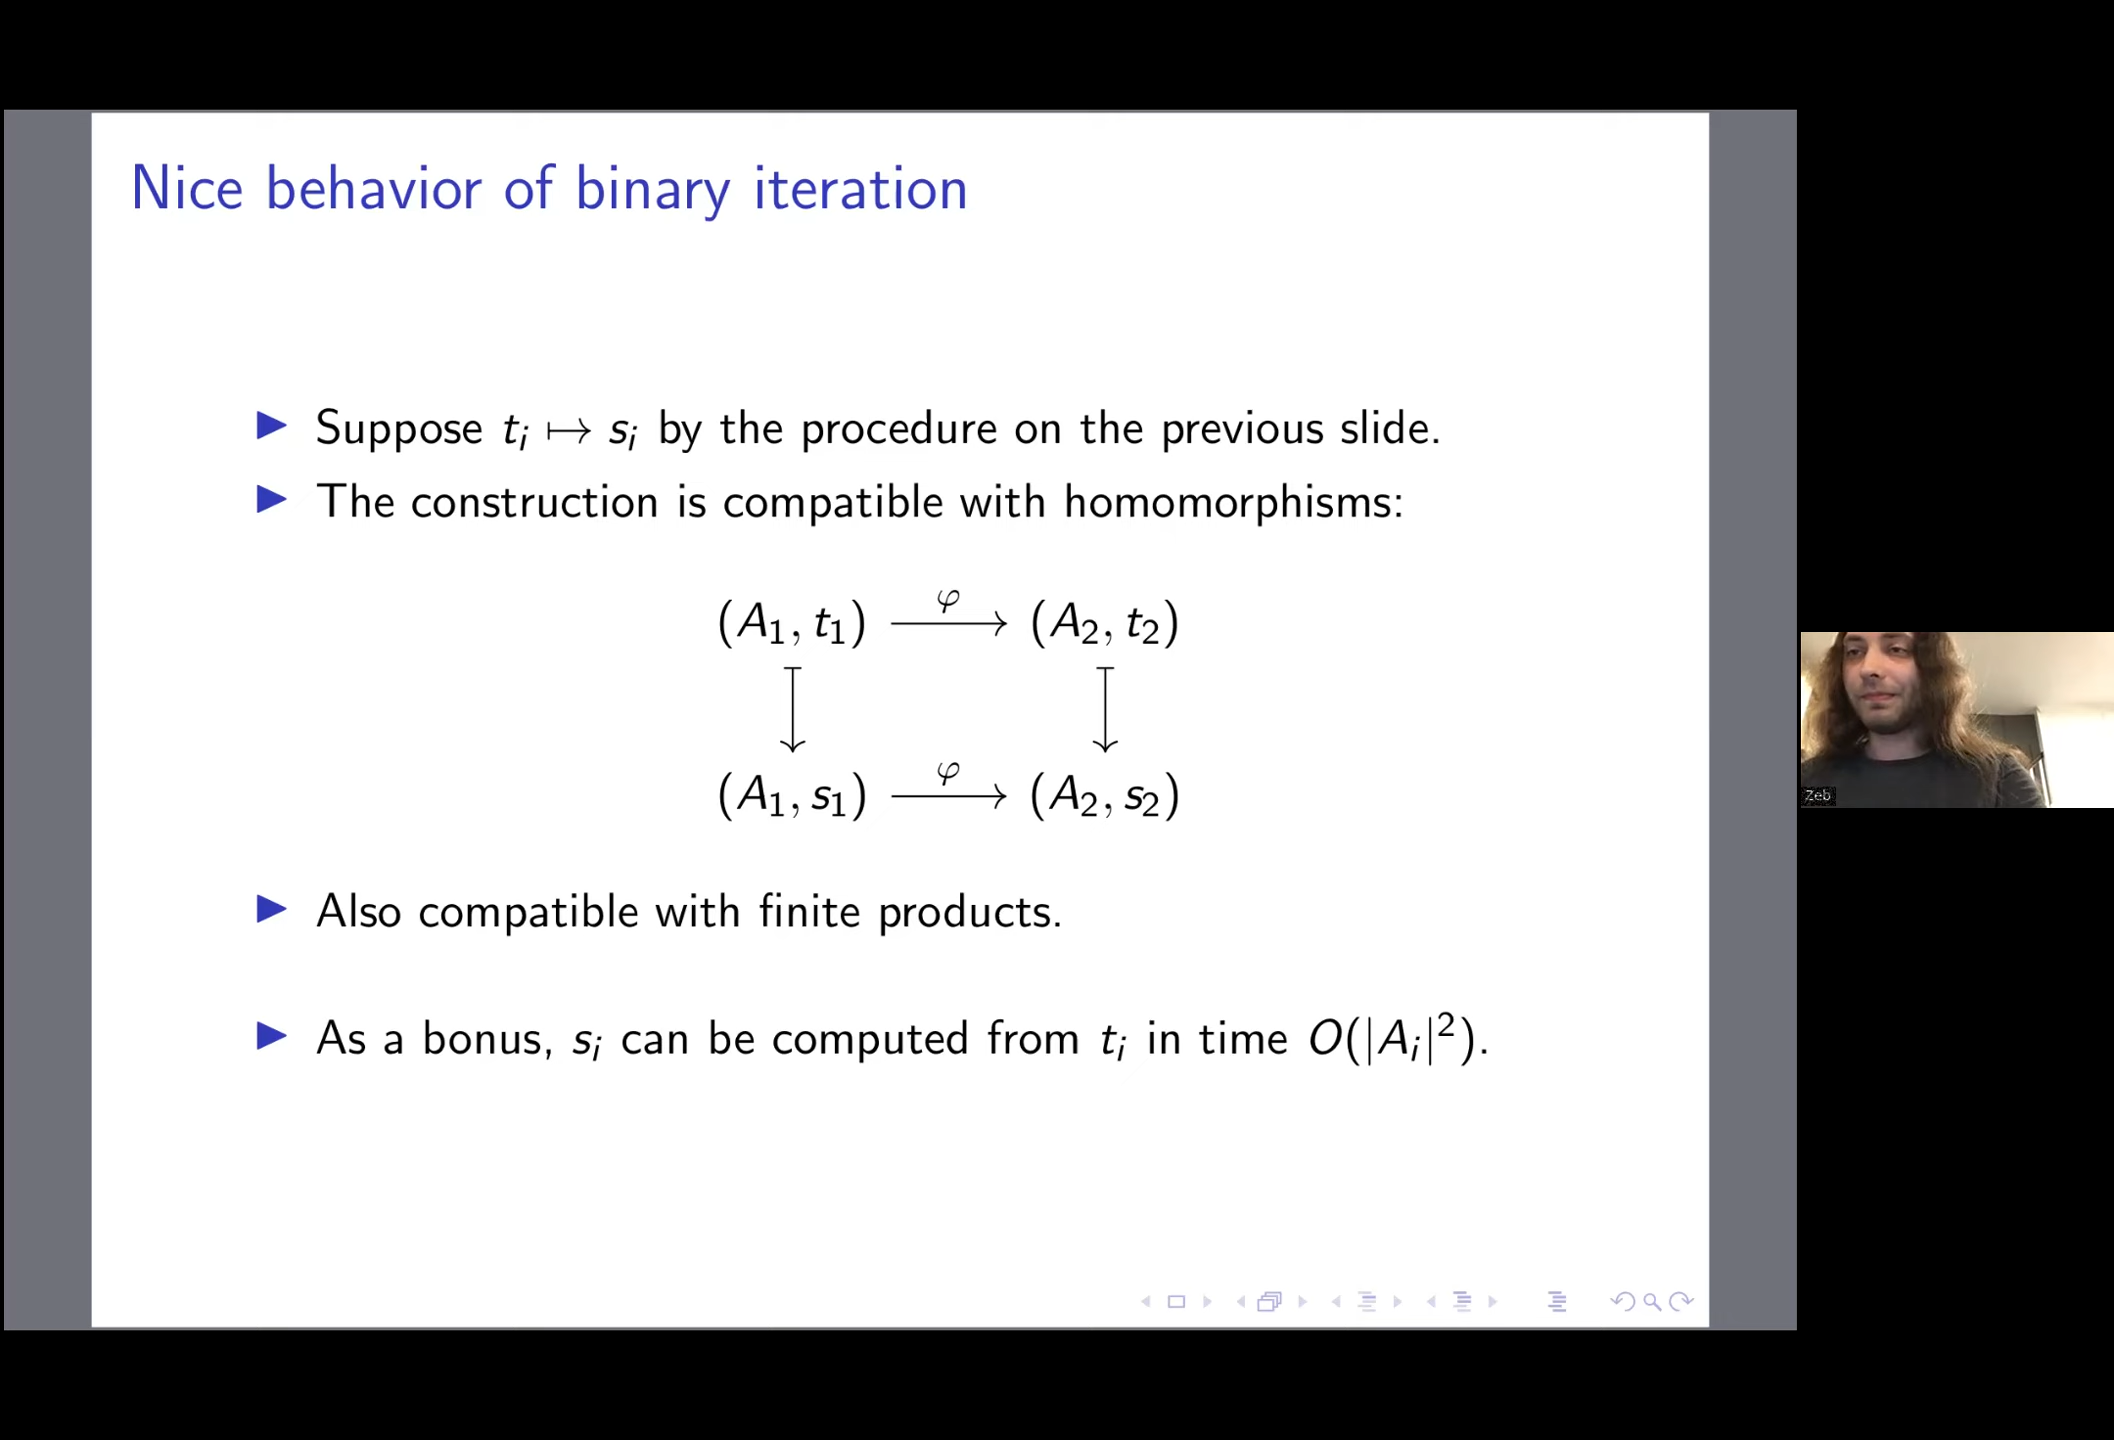 Nice behavior of binary iteration
▶ Suppose tᵢ ↦ sᵢ by the procedure on the previous slide.
▶ The construction is compatible with homomorphisms:
(A₁, t₁) φ→ (A₂, t₂)
(A₁, s₁) φ→ (A₂, s₂)
Zeb
▶ Also compatible with finite products.
▶ As a bonus, sᵢ can be computed from tᵢ in time O(|Aᵢ|²).